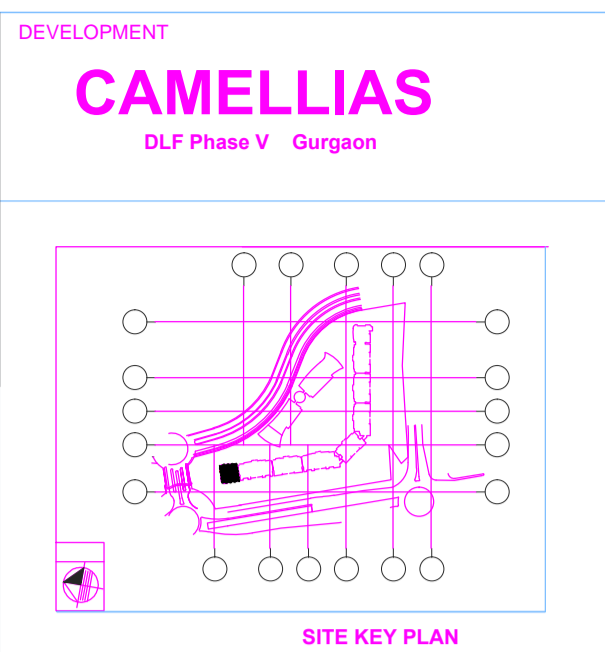 DEVELOPMENT
CAMELLIAS
DLF Phase V Gurgaon
SITE KEY PLAN